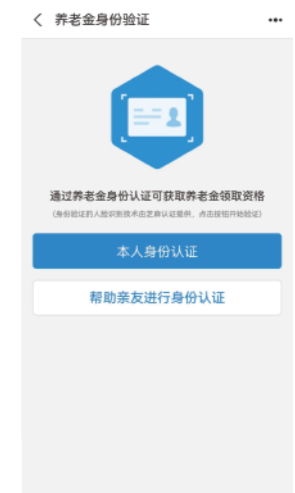 养老金身份验证
通过养老金身份认证可获取养老金领取资格
(身份验证的人脸识别技术由芝麻认证提供，点击按钮开始验证)
本人身份认证
帮助亲友进行身份认证